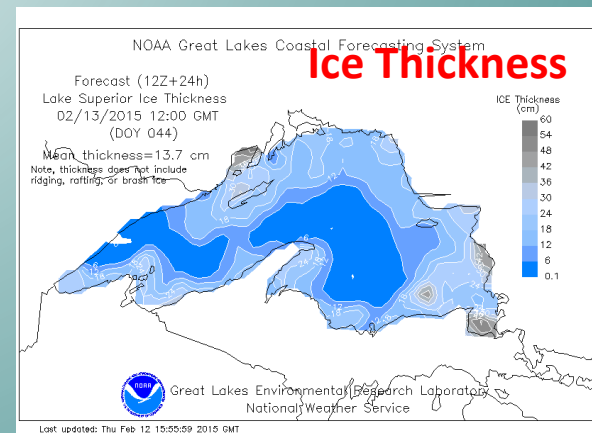 NOAA Great Lakes Coastal Forecasting System
Ice Thickness
Forecast (12Z+24h)
Lake Superior Ice Thickness
02/13/2015 12:00 GMT
(DOY 044)
Mean thickness=13.7 cm
Note, thickness does not include
ridging, rafting, or brash ice
ICE Thickness
(cm)
60
54
48
42
36
30
24
18
12
6
0.1
NOAA
Great Lakes Environmental Research Laboratory
National Weather Service
Last updated: Thu Feb 12 15:55:59 2015 GMT